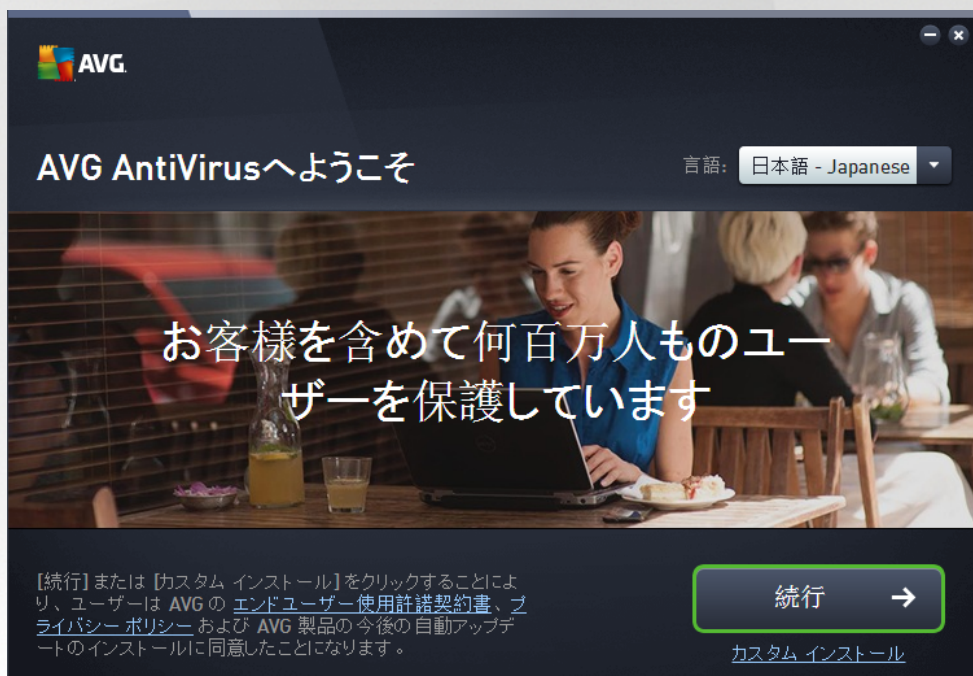 AVG.
AVG AntiVirusへようこそ
言語:
日本語 - Japanese
お客様を含めて何百万人ものユー
ザーを保護しています
[続行] または [カスタム インストール] をクリックすることによ
り、ユーザーは AVG の エンドユーザー使用許諾契約書、プ
ライバシー ポリシー および AVG 製品の 今後の 自動アップデ
ートのインストールに同意したことになります。
続行
カスタム インストール